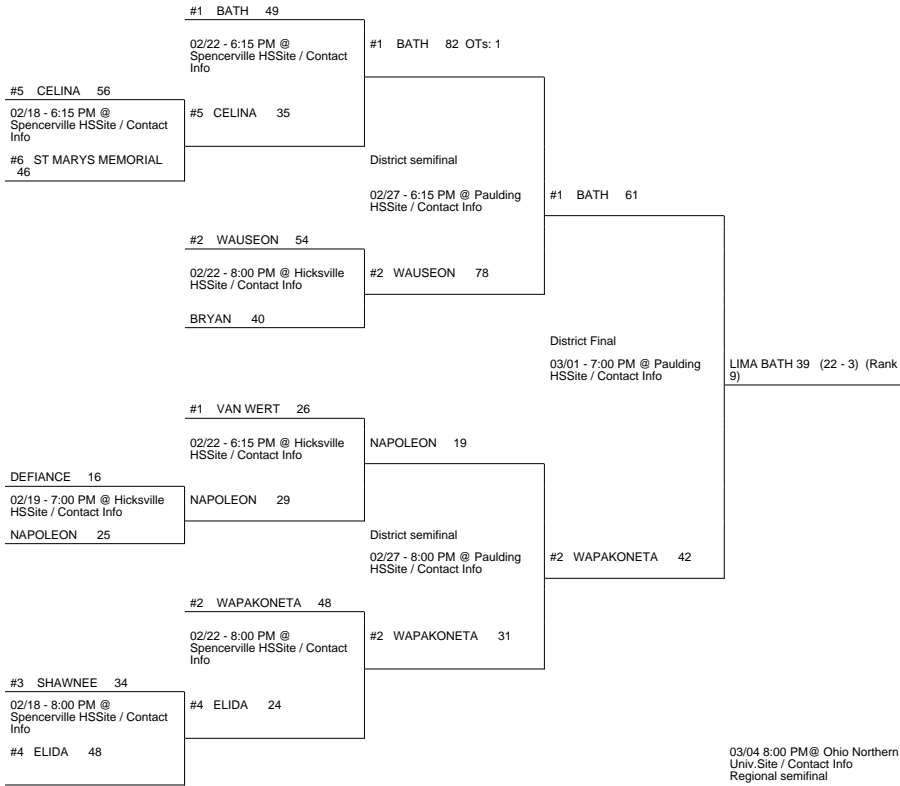 #1 BATH 49
02/22 - 6:15 PM @
Spencerville HSSite / Contact
Info
#1 BATH 82 OTs: 1
#5 CELINA 56
02/18 - 6:15 PM @
Spencerville HSSite / Contact
Info
#5 CELINA 35
#6 ST MARYS MEMORIAL
46
District semifinal
02/27 - 6:15 PM @ Paulding
HSSite / Contact Info
#1 BATH 61
#2 WAUSEON 54
02/22 - 8:00 PM @ Hicksville
HSSite / Contact Info
#2 WAUSEON 78
BRYAN 40
District Final
03/01 - 7:00 PM @ Paulding
HSSite / Contact Info
LIMA BATH 39 (22 - 3) (Rank
9)
#1 VAN WERT 26
02/22 - 6:15 PM @ Hicksville
HSSite / Contact Info
NAPOLEON 19
DEFIANCE 16
02/19 - 7:00 PM @ Hicksville
HSSite / Contact Info
NAPOLEON 29
NAPOLEON 25
District semifinal
02/27 - 8:00 PM @ Paulding
HSSite / Contact Info
#2 WAPAKONETA 42
#2 WAPAKONETA 48
02/22 - 8:00 PM @
Spencerville HSSite / Contact
Info
#2 WAPAKONETA 31
#3 SHAWNEE 34
02/18 - 8:00 PM @
Spencerville HSSite / Contact
Info
#4 ELIDA 24
#4 ELIDA 48
03/04 8:00 PM@ Ohio Northern
Univ.Site / Contact Info
Regional semifinal